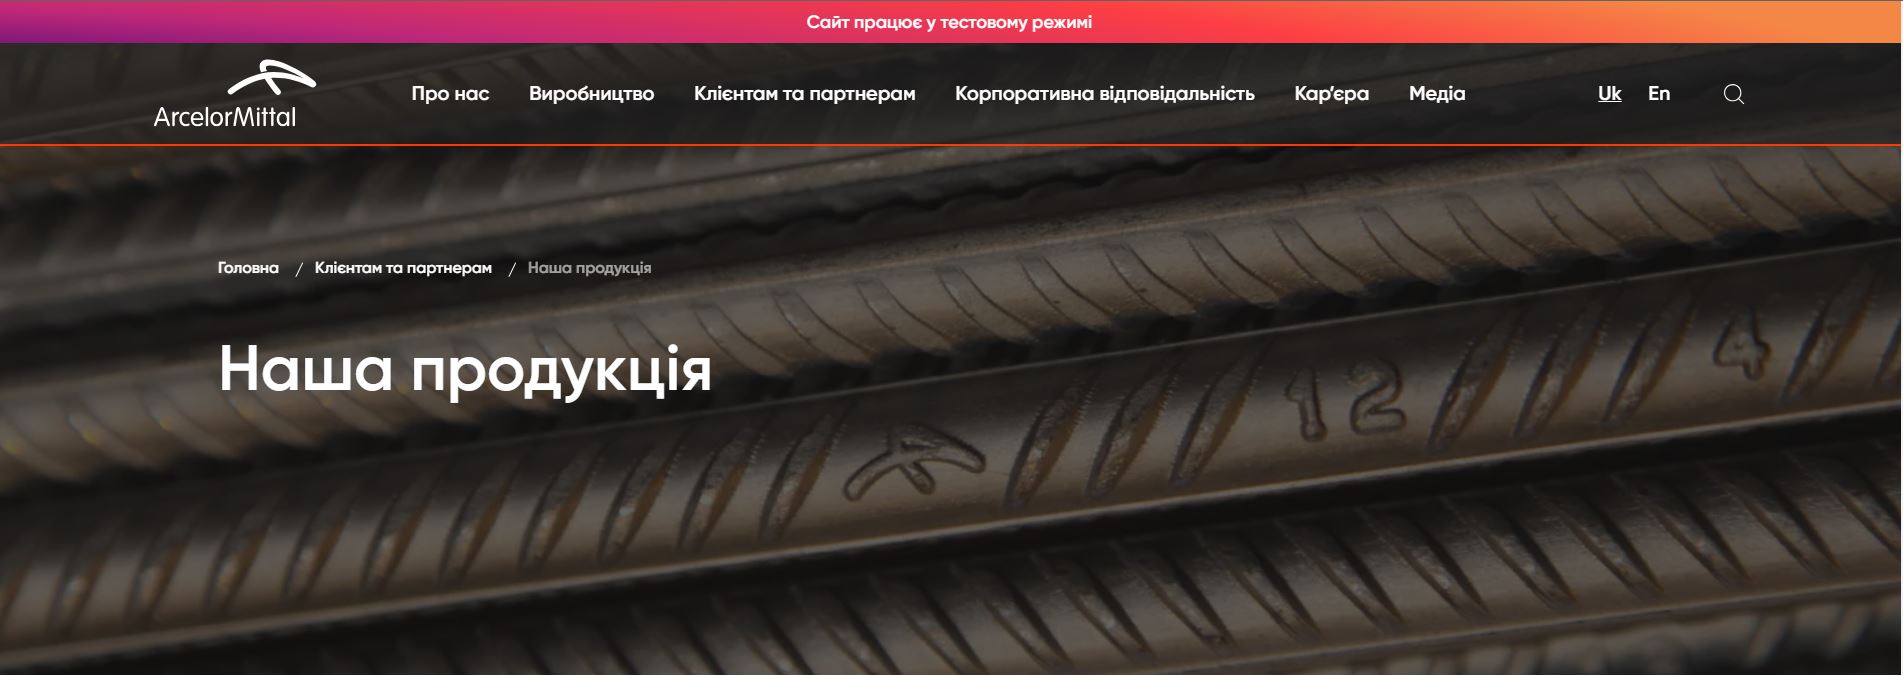 Сайт працює у тестовому режимі
ArcelorMittal
Про нас Виробництво Клієнтам та партнерам Корпоративна відповідальність Кар'єра Медіа Uk En
Головна / Клієнтам та партнерам / Наша продукція
Наша продукція
12 4